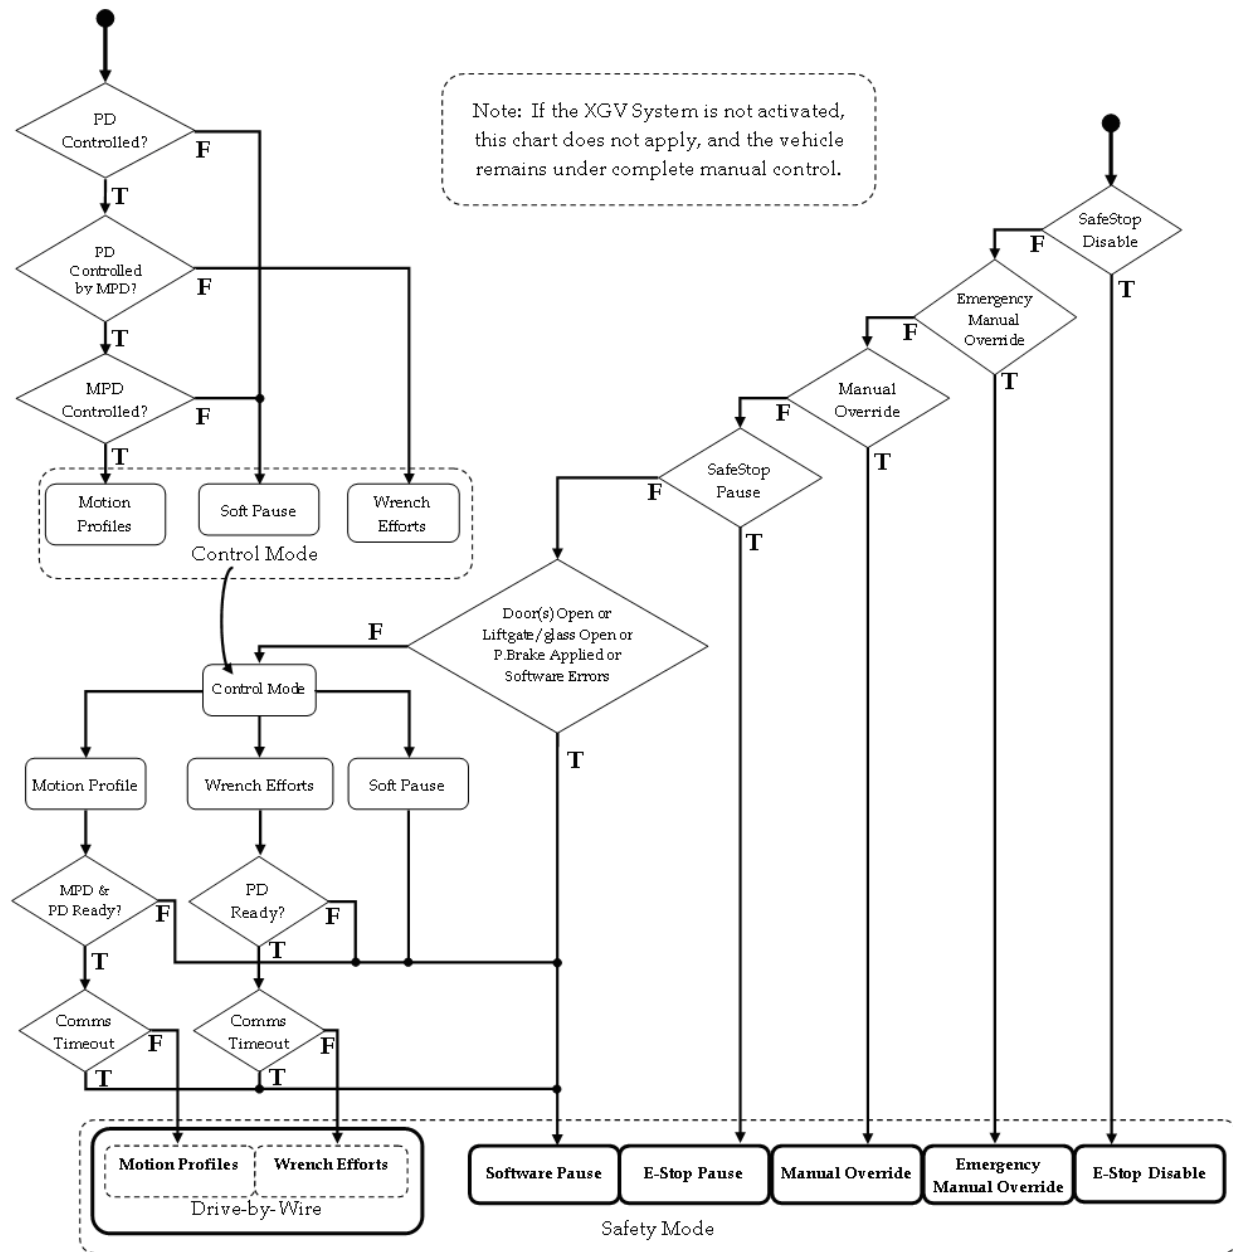 PD
Controlled?
F
T
Note: If the XGV System is not activated,
this chart does not apply, and the vehicle
remains under complete manual control.
PD
Controlled
by MPD?
F
T
MPD
Controlled?
F
T
Motion
Profiles
Soft Pause
Wrench
Efforts
Control Mode
SafeStop
Disable
F
T
Emergency
Manual
Override
F
T
Manual
Override
F
T
SafeStop
Pause
F
T
Door(s) Open or
Liftgate/glass Open or
P.Brake Applied or
Software Errors
F
T
Control Mode
Motion Profile
Wrench Efforts
Soft Pause
MPD &
PD Ready?
F
T
PD
Ready?
F
T
Comms
Timeout
F
T
Comms
Timeout
F
T
Motion Profiles
Wrench Efforts
Drive-by-Wire
Software Pause
E-Stop Pause
Manual Override
Emergency
Manual Override
E-Stop Disable
Safety Mode